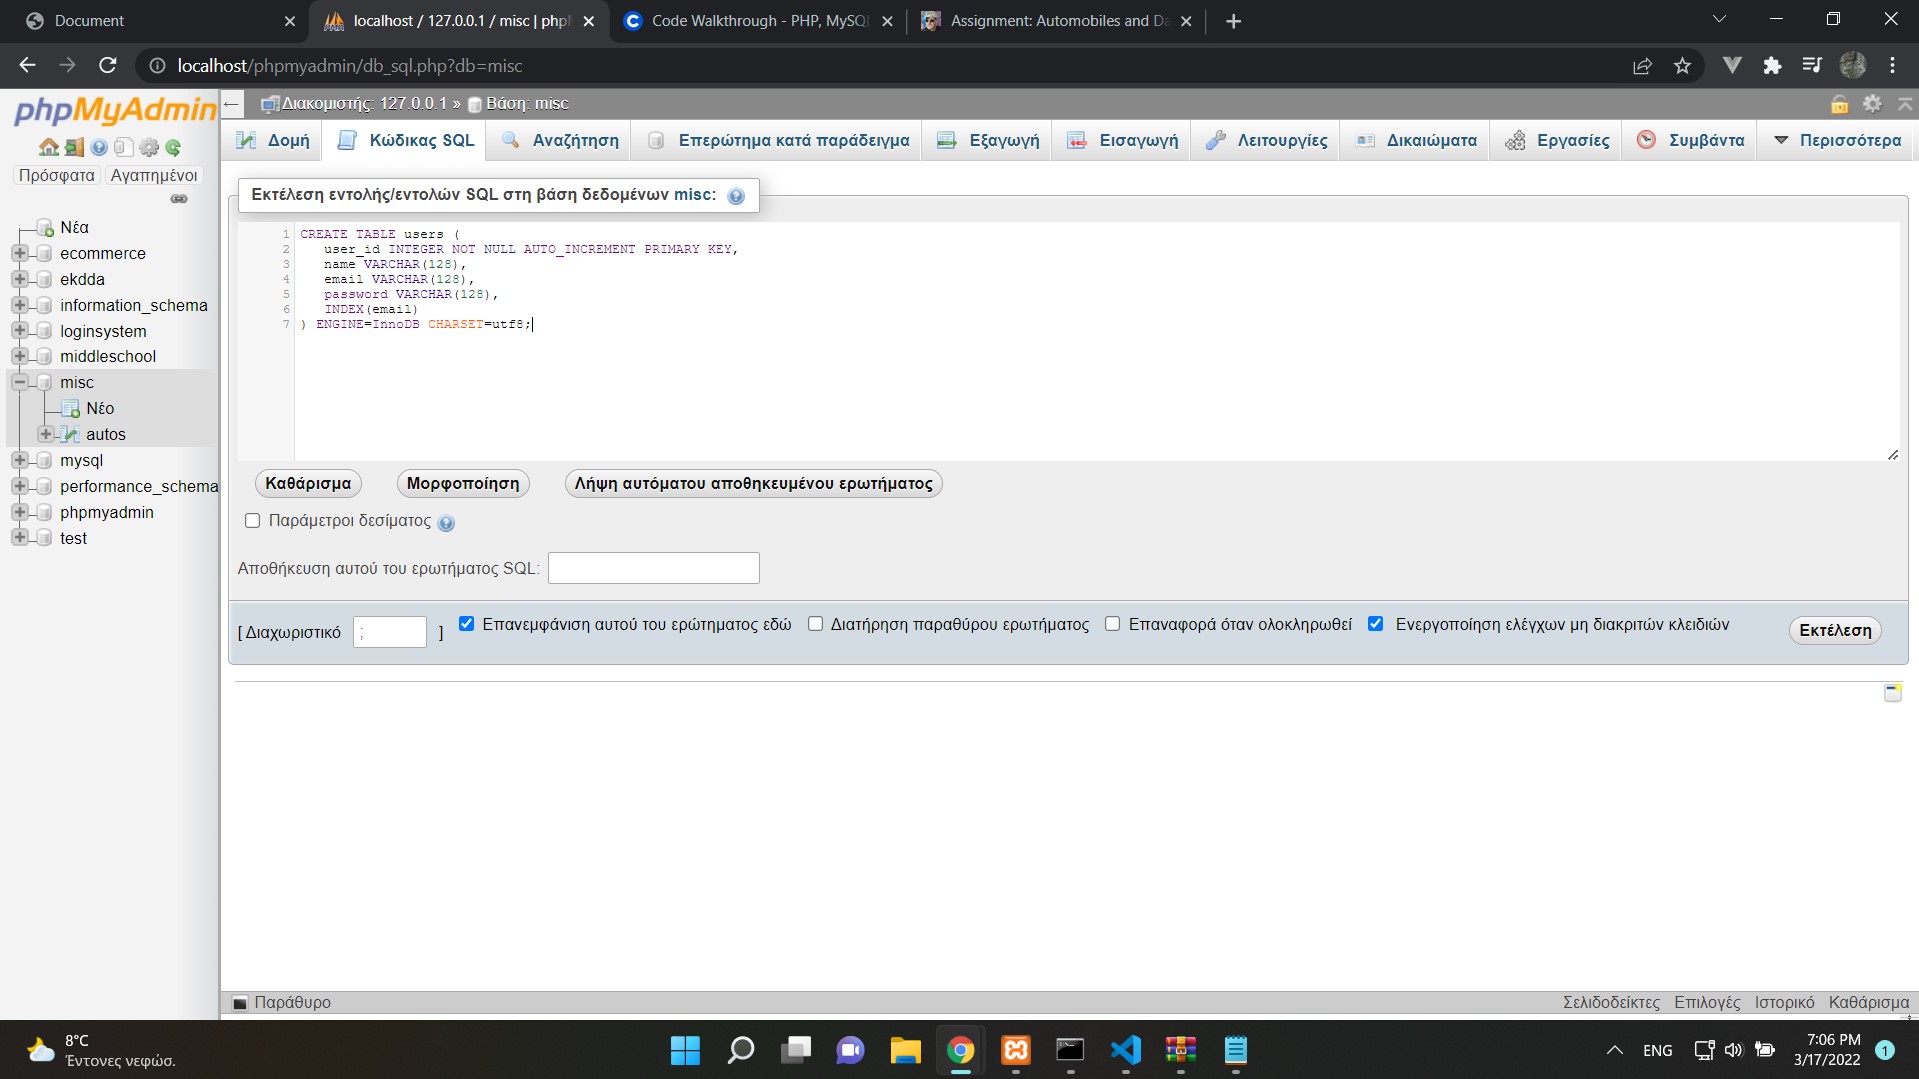 Document
localhost / 127.0.0.1 / misc | php
Code Walkthrough - PHP, MySQL
Assignment: Automobiles and Da
localhost/phpmyadmin/db_sql.php?db=misc
phpMyAdmin
Πρόσφατα Αγαπημένοι
Νέα
ecommerce
ekdda
information_schema
loginsystem
middleschool
misc
Νέο
autos
mysql
performance_schema
phpmyadmin
test
Διακομιστής: 127.0.0.1 » Βάση: misc
Δομή Κώδικας SQL Αναζήτηση Επερώτημα κατά παράδειγμα Εξαγωγή Εισαγωγή Λειτουργίες Δικαιώματα Εργασίες Συμβάντα Περισσότερα
Εκτέλεση εντολής/εντολών SQL στη βάση δεδομένων misc:
1 CREATE TABLE users (
2 user_id INTEGER NOT NULL AUTO_INCREMENT PRIMARY KEY,
3 name VARCHAR(128),
4 email VARCHAR(128),
5 password VARCHAR(128),
6 INDEX(email)
7 ) ENGINE=InnoDB CHARSET=utf8;
Καθάρισμα Μορφοποίηση Λήψη αυτόματου αποθηκευμένου ερωτήματος
Παράμετροι δεσίματος
Αποθήκευση αυτού του ερωτήματος SQL:
[ Διαχωριστικό ; ] Επανεμφάνιση αυτού του ερώτηματος εδώ Διατήρηση παραθύρου ερωτήματος Επαναφορά όταν ολοκληρωθεί Ενεργοποίηση ελέγχων μη διακριτών κλειδιών Εκτέλεση
Παράθυρο
Σελιδοδείκτες Επιλογές Ιστορικό Καθάρισμα
8°C
Έντονες νεφώσ.
ENG
7:06 PM
3/17/2022
1